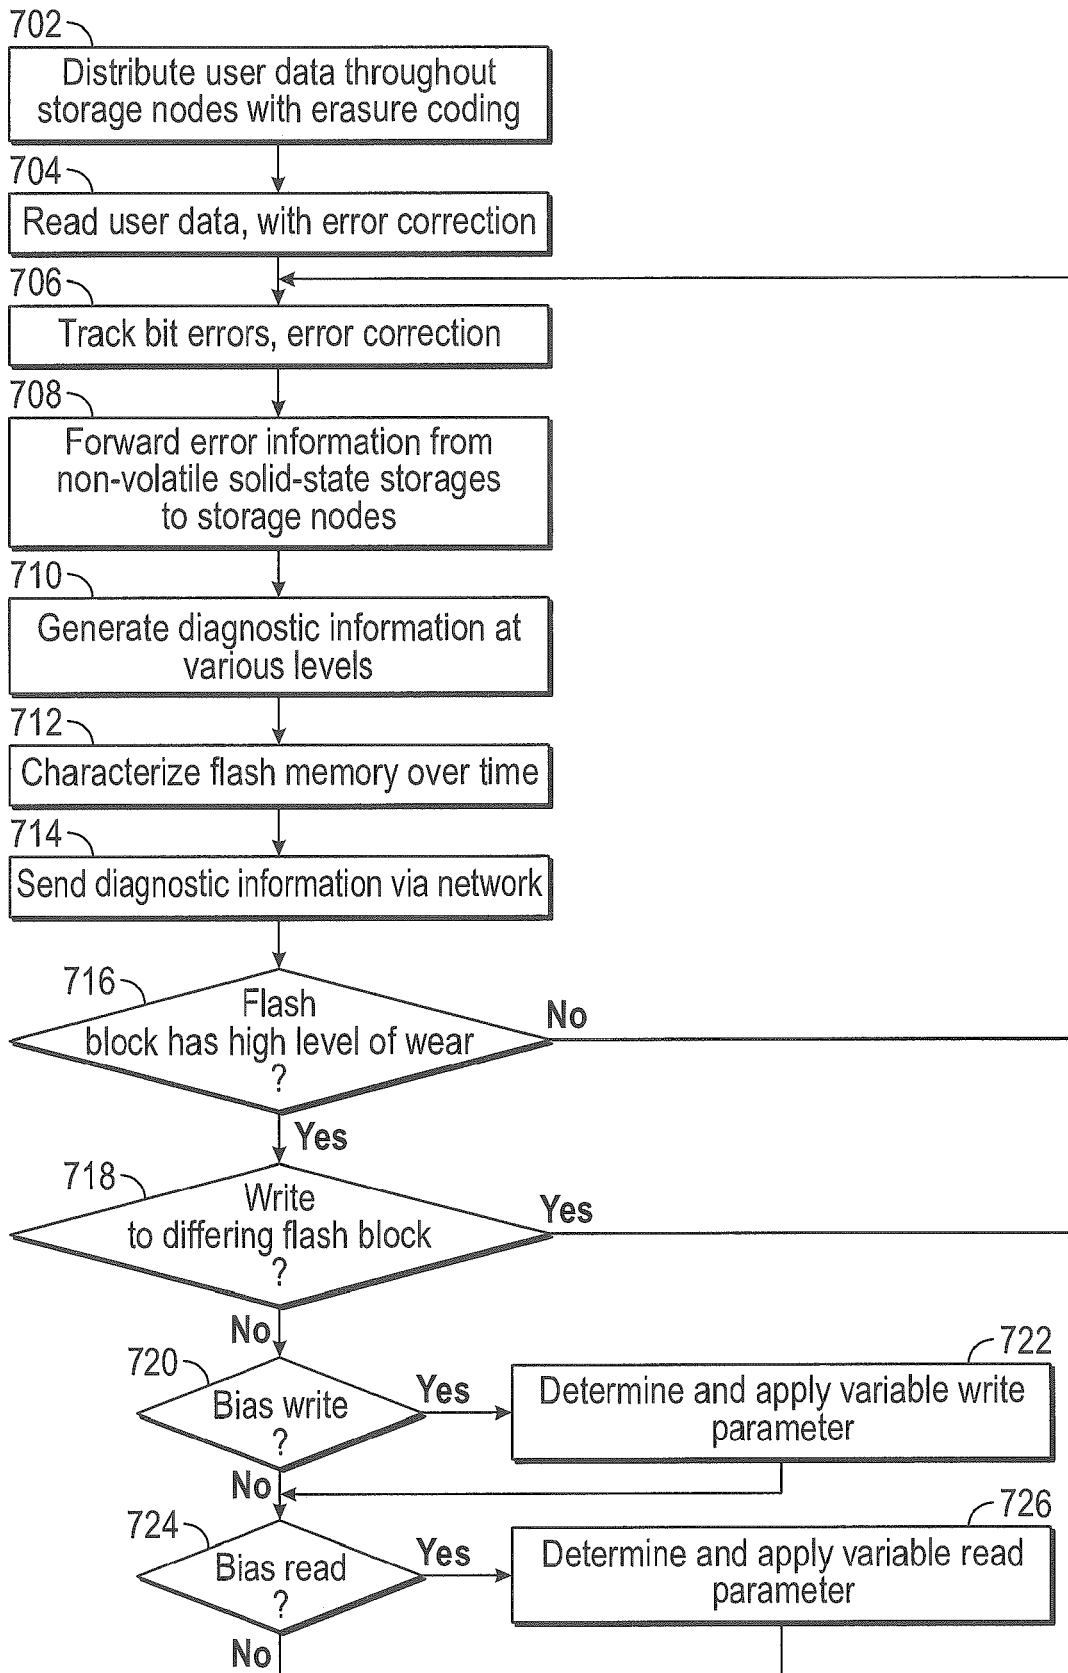 702
Distribute user data throughout
storage nodes with erasure coding
704
Read user data, with error correction
706
Track bit errors, error correction
708
Forward error information from
non-volatile solid-state storages
to storage nodes
710
Generate diagnostic information at
various levels
712
Characterize flash memory over time
714
Send diagnostic information via network
716
Flash
block has high level of wear
?
No
Yes
718
Write
to differing flash block
?
Yes
No
720
Bias write
?
Yes
722
Determine and apply variable write
parameter
No
724
Bias read
?
Yes
726
Determine and apply variable read
parameter
No